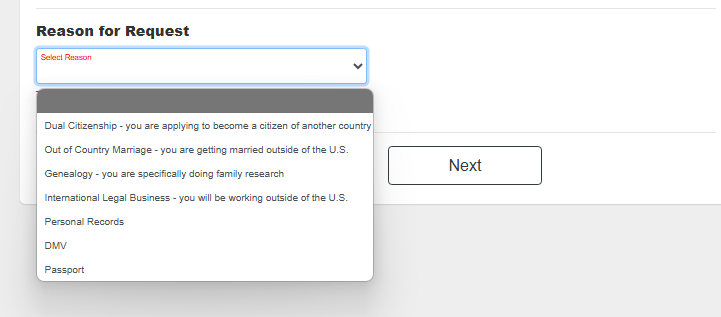 Reason for Request
Select Reason
Dual Citizenship - you are applying to become a citizen of another country
Out of Country Marriage - you are getting married outside of the U.S.
Genealogy - you are specifically doing family research
International Legal Business - you will be working outside of the U.S.
Personal Records
DMV
Passport
Next